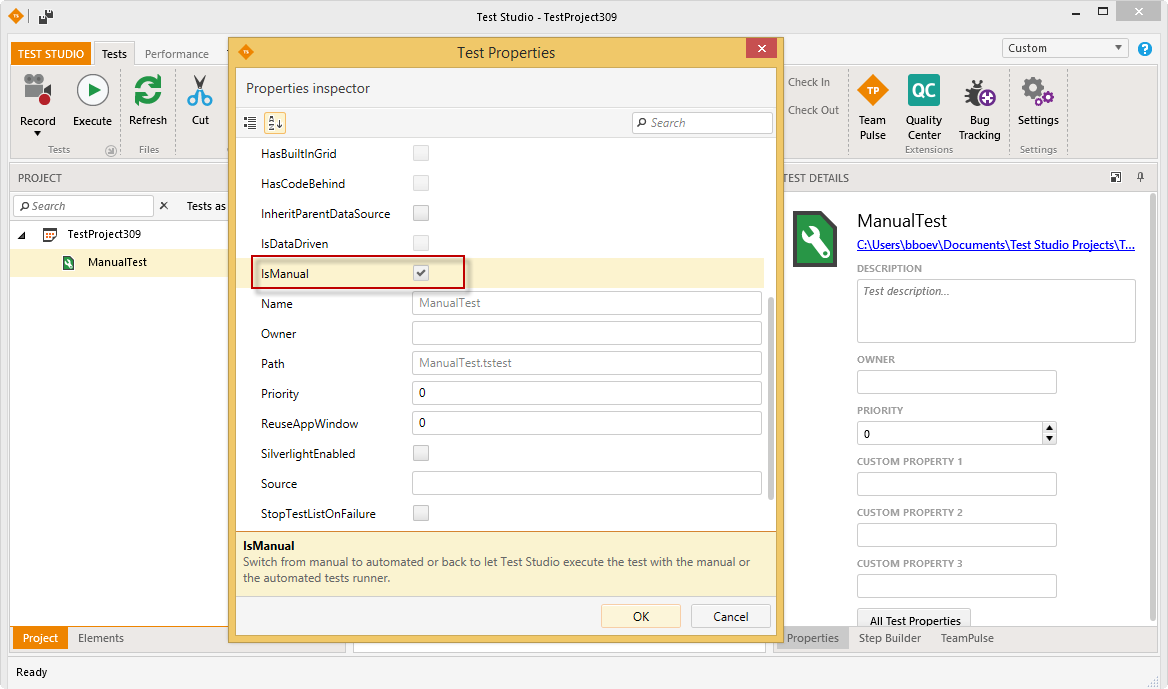 TS
Test Studio - TestProject309
TEST STUDIO
Tests
Performance
Custom
?
Record
Execute
Refresh
Cut
Tests
Files
Check In
Check Out
TP
Team
Pulse
QC
Quality
Center
Bug
Tracking
Settings
Extensions
Settings
PROJECT
Search
Tests as
TestProject309
ManualTest
Project
Elements
Ready
TS
Test Properties
Properties inspector
Search
HasBuiltInGrid
HasCodeBehind
InheritParentDataSource
IsDataDriven
IsManual
Name
ManualTest
Owner
Path
ManualTest.tstest
Priority
0
ReuseAppWindow
0
SilverlightEnabled
Source
StopTestListOnFailure
IsManual
Switch from manual to automated or back to let Test Studio execute the test with the manual or
the automated tests runner.
OK
Cancel
TEST DETAILS
ManualTest
C:\Users\bboev\Documents\Test Studio Projects\T...
DESCRIPTION
Test description...
OWNER
PRIORITY
0
CUSTOM PROPERTY 1
CUSTOM PROPERTY 2
CUSTOM PROPERTY 3
All Test Properties
Properties
Step Builder
TeamPulse